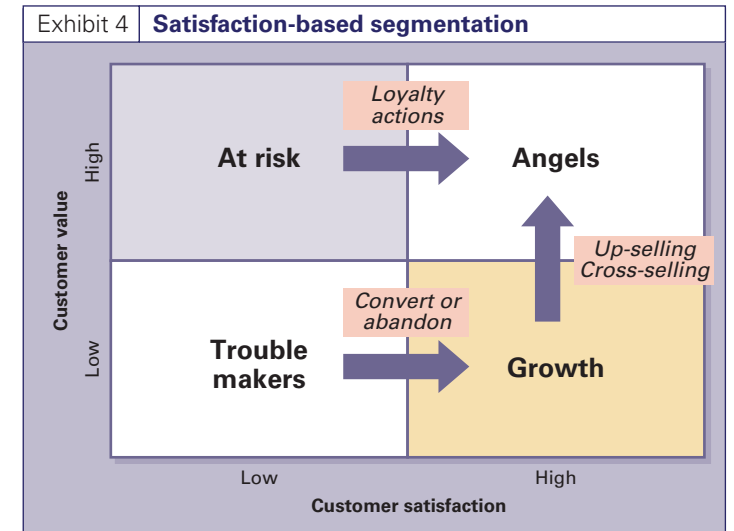 Exhibit 4 Satisfaction-based segmentation
Customer value
High
Low
At risk
Loyalty
actions
Angels
Up-selling
Cross-selling
Trouble
makers
Convert or
abandon
Growth
Low
High
Customer satisfaction